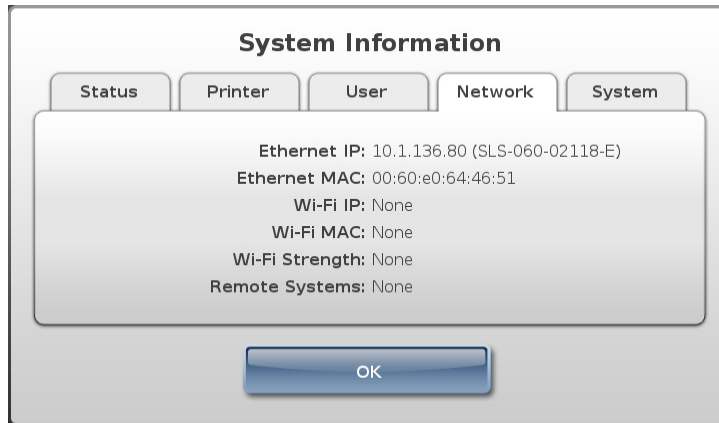 System Information
Status Printer User Network System
Ethernet IP: 10.1.136.80 (SLS-060-02118-E)
Ethernet MAC: 00:60:e0:64:46:51
Wi-Fi IP: None
Wi-Fi MAC: None
Wi-Fi Strength: None
Remote Systems: None
OK